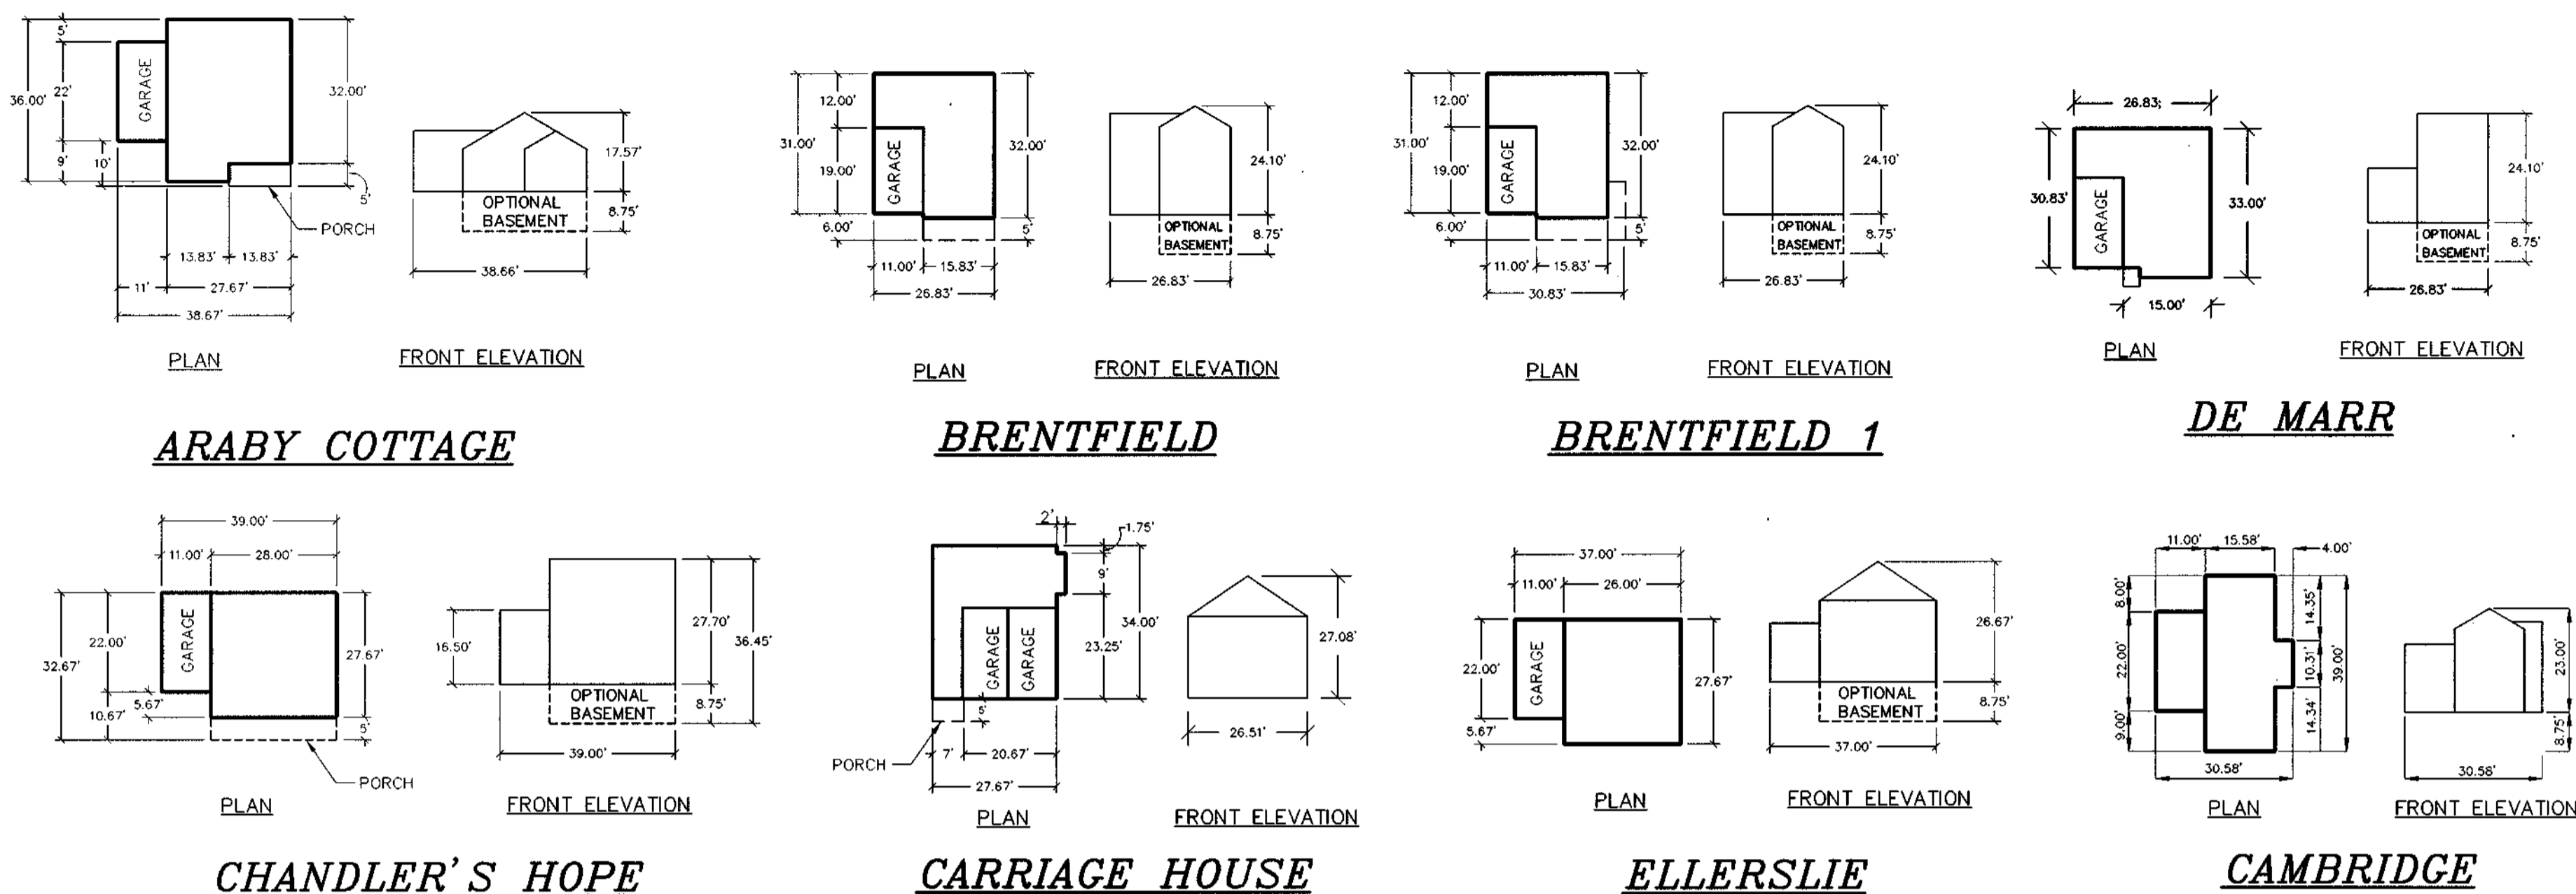 ARABY COTTAGE
5'
36.00'
22'
GARAGE
32.00'
9'
10'
5'
PORCH
13.83'
13.83'
11'
27.67'
38.67'
PLAN
17.57'
OPTIONAL
BASEMENT
8.75'
38.66'
FRONT ELEVATION
BRENTFIELD
12.00'
31.00'
19.00'
GARAGE
32.00'
6.00'
5'
11.00'
15.83'
26.83'
PLAN
24.10'
OPTIONAL
BASEMENT
8.75'
26.83'
FRONT ELEVATION
BRENTFIELD 1
12.00'
31.00'
19.00'
GARAGE
32.00'
6.00'
5'
11.00'
15.83'
30.83'
PLAN
24.10'
OPTIONAL
BASEMENT
8.75'
26.83'
FRONT ELEVATION
DE MARR
26.83;
30.83'
GARAGE
33.00'
15.00'
PLAN
24.10'
OPTIONAL
BASEMENT
8.75'
26.83'
FRONT ELEVATION
CHANDLER'S HOPE
39.00'
11.00'
28.00'
32.67'
22.00'
GARAGE
27.67'
5.67'
10.67'
5'
PORCH
PLAN
16.50'
27.70'
36.45'
OPTIONAL
BASEMENT
8.75'
39.00'
FRONT ELEVATION
CARRIAGE HOUSE
2'
1.75'
9'
34.00'
GARAGE
GARAGE
23.25'
PORCH
7'
20.67'
27.67'
PLAN
27.08'
26.51'
FRONT ELEVATION
ELLERSLIE
37.00'
11.00'
26.00'
22.00'
GARAGE
27.67'
5.67'
PLAN
26.67'
OPTIONAL
BASEMENT
8.75'
37.00'
FRONT ELEVATION
CAMBRIDGE
11.00'
15.58'
4.00'
8.00'
14.35'
22.00'
10.31'
39.00'
9.00'
14.34'
30.58'
PLAN
23.00'
8.75'
30.58'
FRONT ELEVATION